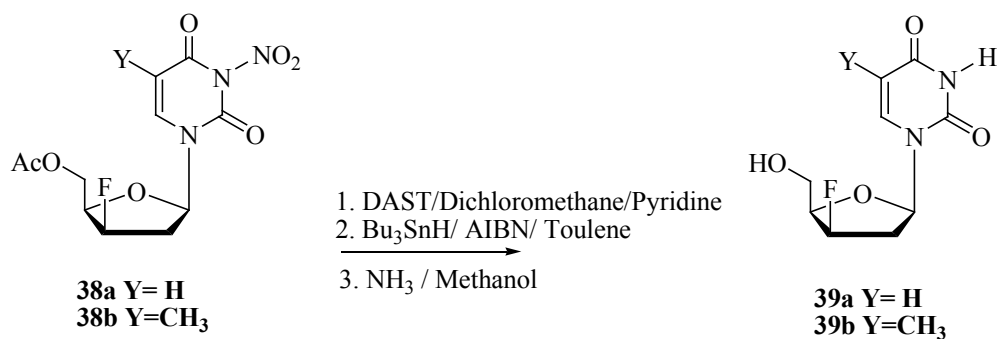 O
Y
N
NO₂
N
O
AcO
F
O
38a Y= H
38b Y=CH₃
1. DAST/Dichloromethane/Pyridine
2. Bu₃SnH/ AIBN/ Toulene
3. NH₃ / Methanol
O
Y
N
H
N
O
HO
F
O
39a Y= H
39b Y=CH₃